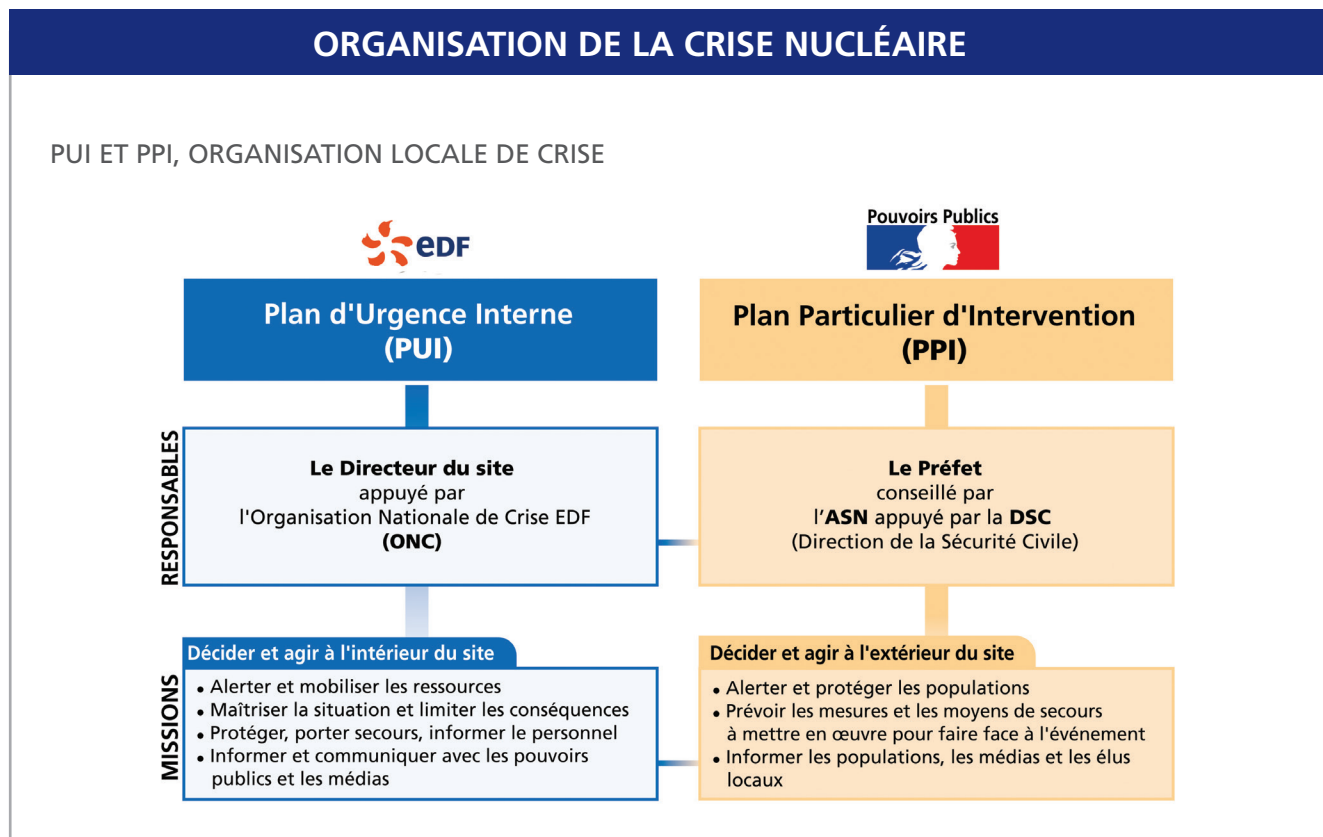 ORGANISATION DE LA CRISE NUCLÉAIRE
PUI ET PPI, ORGANISATION LOCALE DE CRISE
eDF
Plan d'Urgence Interne
(PUI)
Pouvoirs Publics
Plan Particulier d'Intervention
(PPI)
RESPONSABLES
Le Directeur du site
appuyé par
l'Organisation Nationale de Crise EDF
(ONC)
Le Préfet
conseillé par
l'ASN appuyé par la DSC
(Direction de la Sécurité Civile)
MISSIONS
Décider et agir à l'intérieur du site
• Alerter et mobiliser les ressources
• Maîtriser la situation et limiter les conséquences
• Protéger, porter secours, informer le personnel
• Informer et communiquer avec les pouvoirs
publics et les médias
Décider et agir à l'extérieur du site
• Alerter et protéger les populations
• Prévoir les mesures et les moyens de secours
à mettre en œuvre pour faire face à l'événement
• Informer les populations, les médias et les élus
locaux